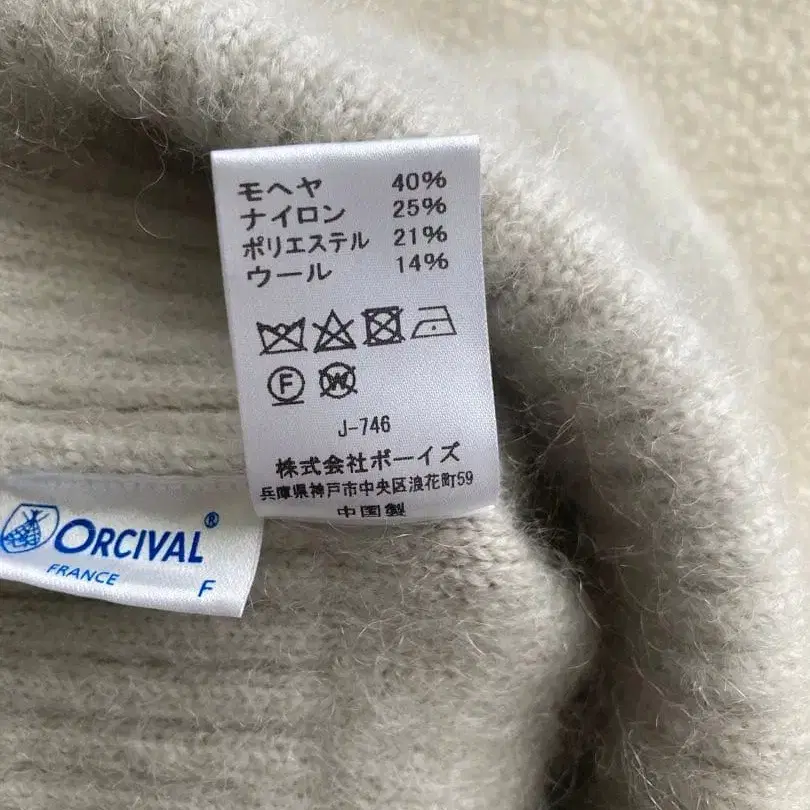 モヘヤ 40%
ナイロン 25%
ポリエステル 21%
ウール 14%
F W
J-746
株式会社ボーイズ
兵庫県神戸市中央区浪花町59
中国製
ORCIVAL®
FRANCE F